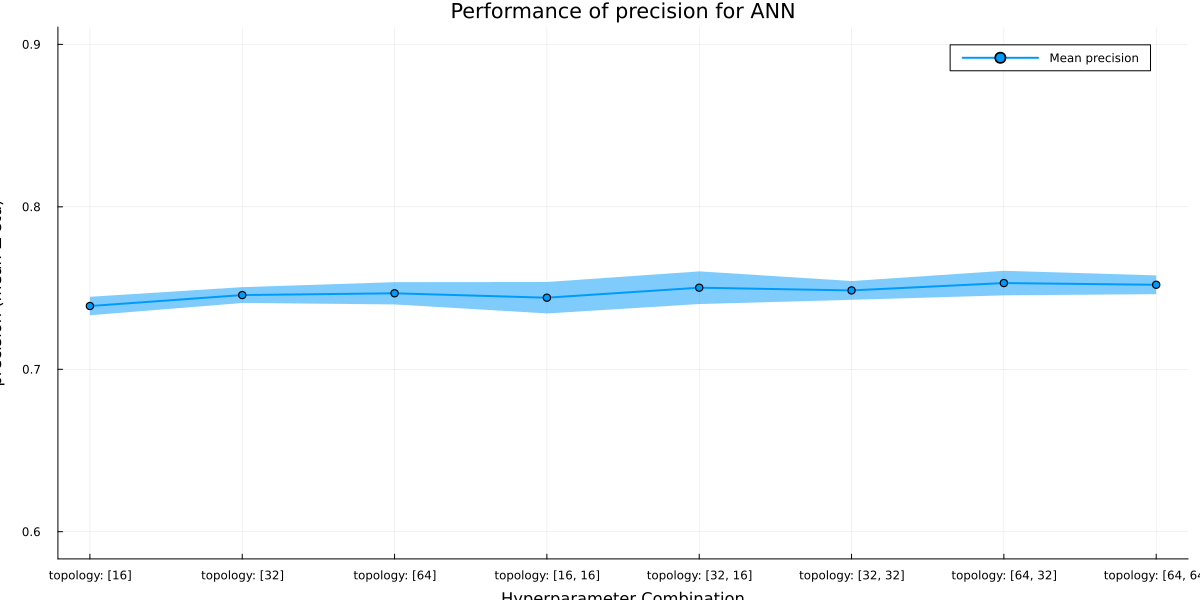 Performance of precision for ANN
Mean precision
0.9
0.8
0.7
0.6
topology: [16]
topology: [32]
topology: [64]
topology: [16, 16]
topology: [32, 16]
topology: [32, 32]
topology: [64, 32]
topology: [64, 64
Hyperparameter Combination